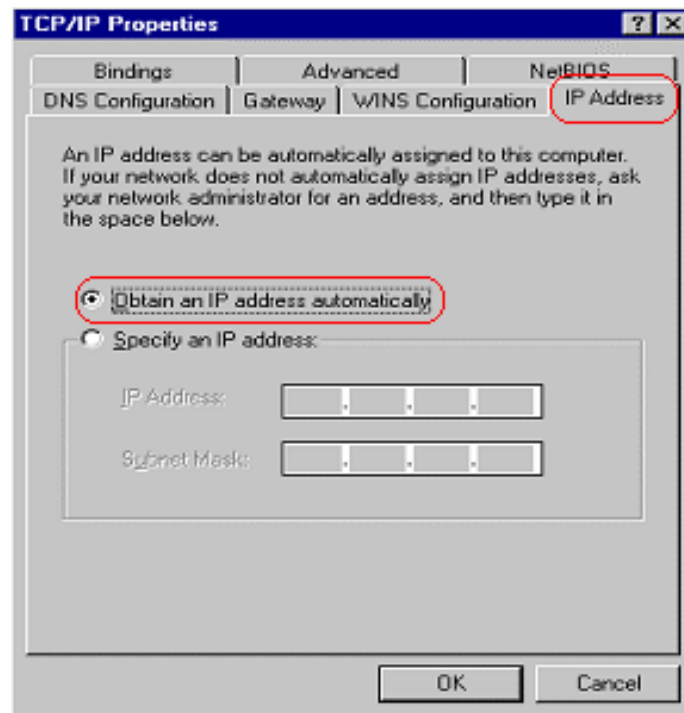 TCP/IP Properties
Bindings Advanced NetBIOS
DNS Configuration Gateway WINS Configuration IP Address
An IP address can be automatically assigned to this computer.
If your network does not automatically assign IP addresses, ask
your network administrator for an address, and then type it in
the space below.
Obtain an IP address automatically
Specify an IP address:
IP Address:
Subnet Mask:
OK Cancel